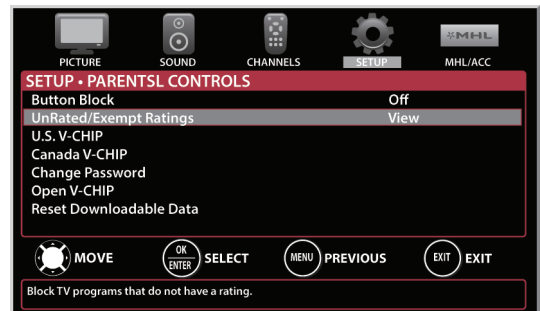 MHL
PICTURE SOUND CHANNELS SETUP MHL/ACC
SETUP • PARENTSL CONTROLS
Button Block Off
UnRated/Exempt Ratings View
U.S. V-CHIP
Canada V-CHIP
Change Password
Open V-CHIP
Reset Downloadable Data
MOVE OK ENTER SELECT MENU PREVIOUS EXIT EXIT
Block TV programs that do not have a rating.